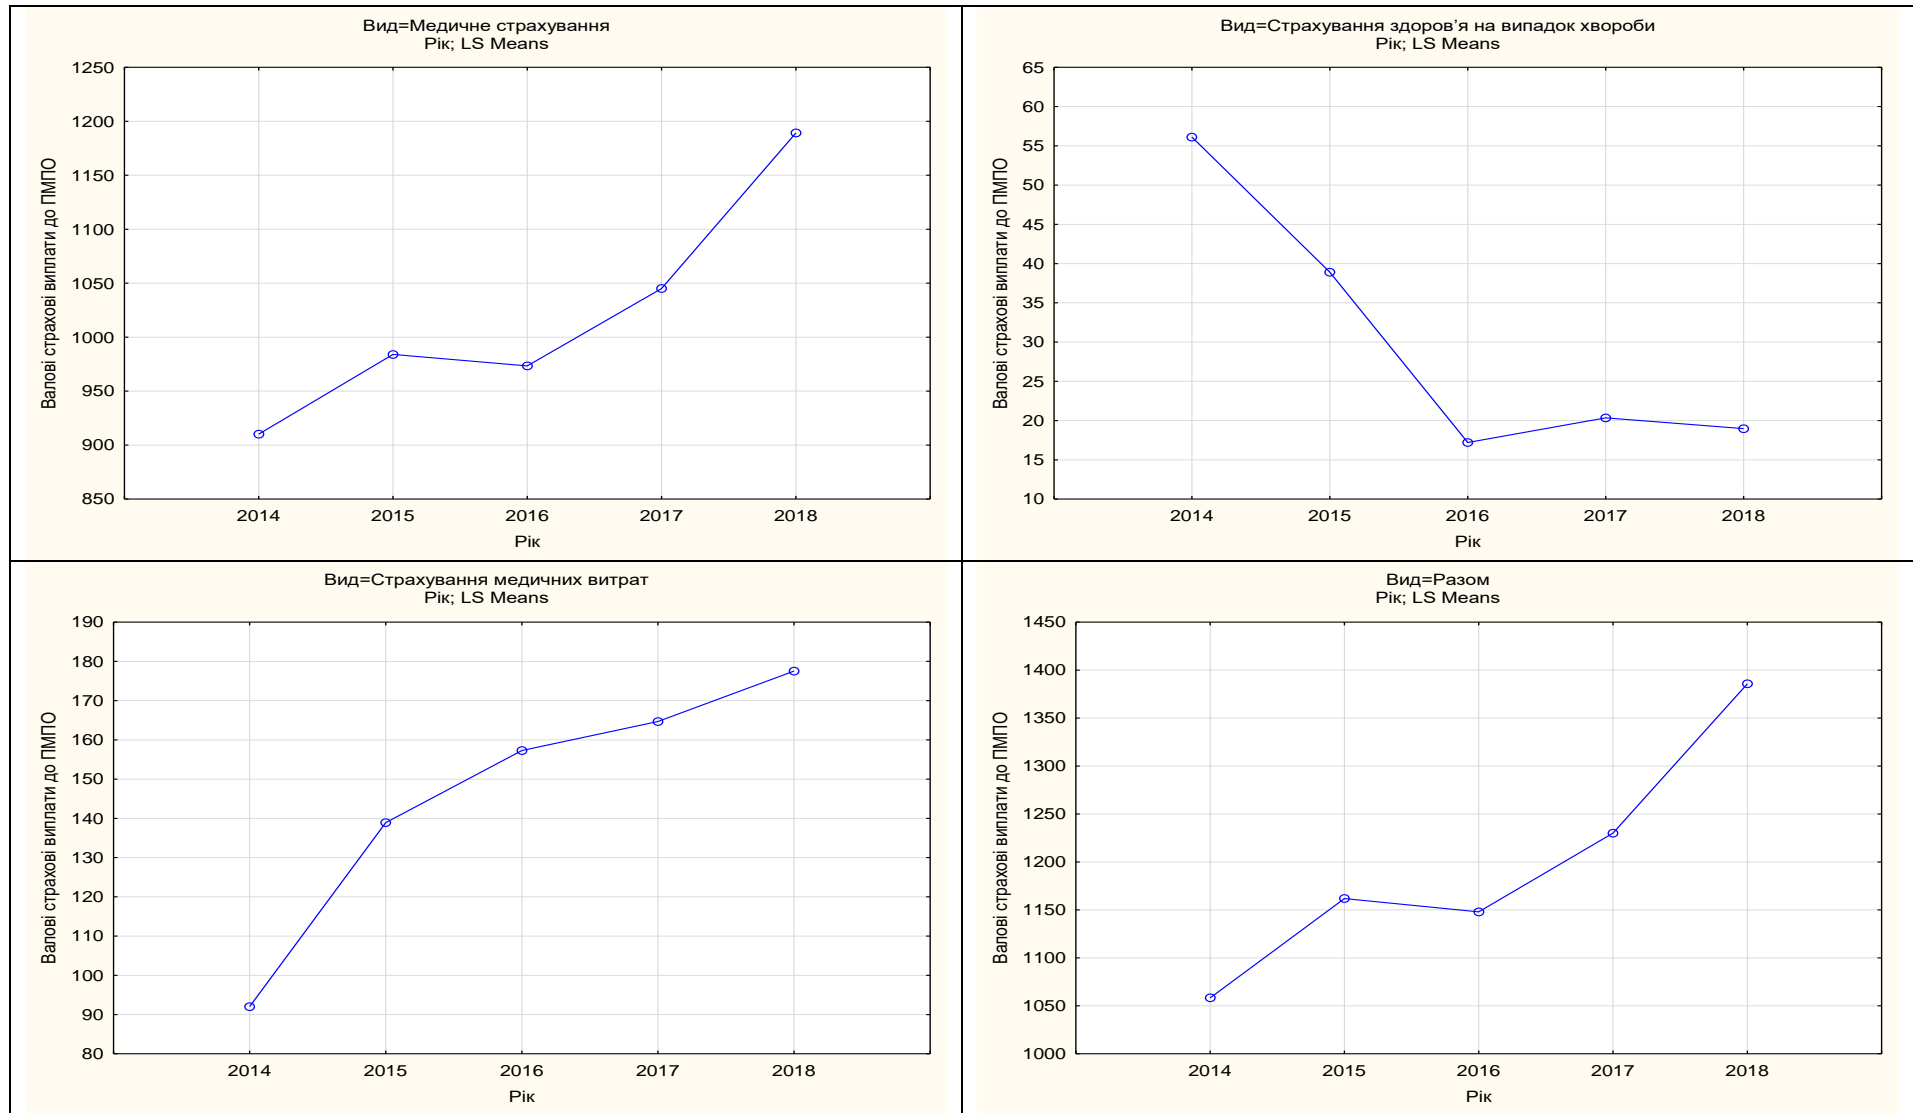 Вид=Медичне страхування
Рік; LS Means
Валові страхові виплати до ПМПО
1250
1200
1150
1100
1050
1000
950
900
850
2014 2015 2016 2017 2018
Рік
Вид=Страхування здоров’я на випадок хвороби
Рік; LS Means
Валові страхові виплати до ПМПО
65
60
55
50
45
40
35
30
25
20
15
10
2014 2015 2016 2017 2018
Рік
Вид=Страхування медичних витрат
Рік; LS Means
Валові страхові виплати до ПМПО
190
180
170
160
150
140
130
120
110
100
90
80
2014 2015 2016 2017 2018
Рік
Вид=Разом
Рік; LS Means
Валові страхові виплати до ПМПО
1450
1400
1350
1300
1250
1200
1150
1100
1050
1000
2014 2015 2016 2017 2018
Рік